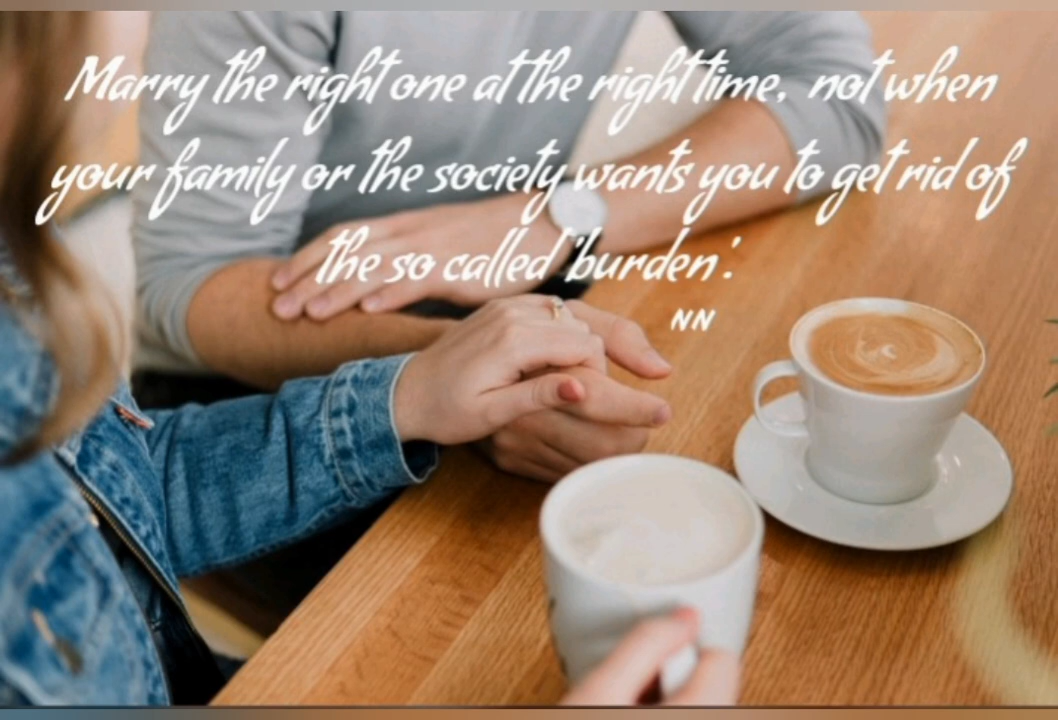 Marry the right one at the right time, not when
your family or the society wants you to get rid of
the so called 'burden'.
NN